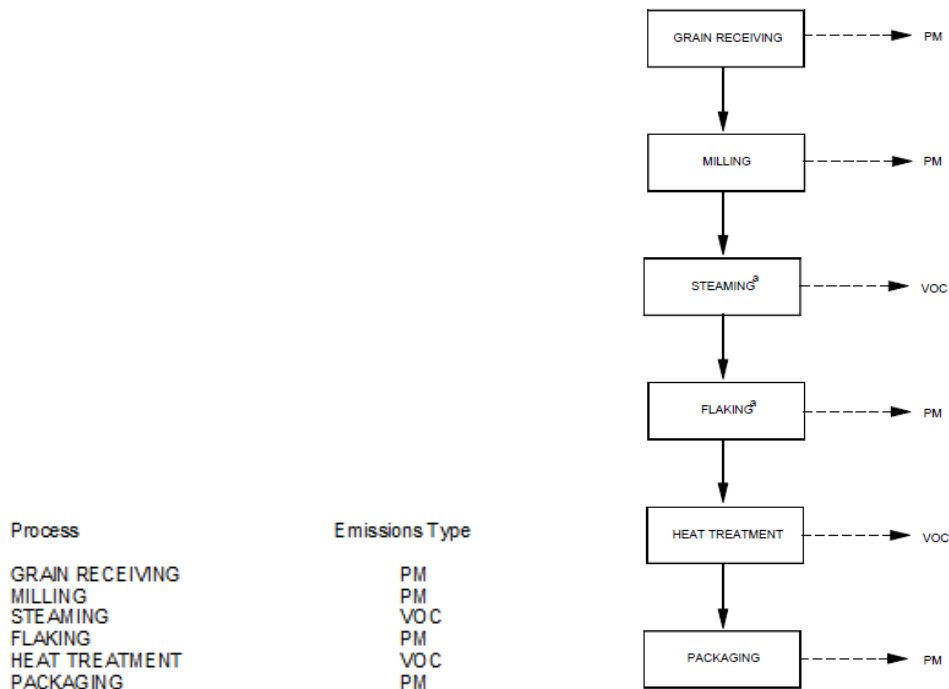 GRAIN RECEIVING PM
MILLING PM
STEAMINGᵃ VOC
FLAKINGᵃ PM
HEAT TREATMENT VOC
PACKAGING PM
Process Emissions Type
GRAIN RECEIVING PM
MILLING PM
STEAMING VOC
FLAKING PM
HEAT TREATMENT VOC
PACKAGING PM